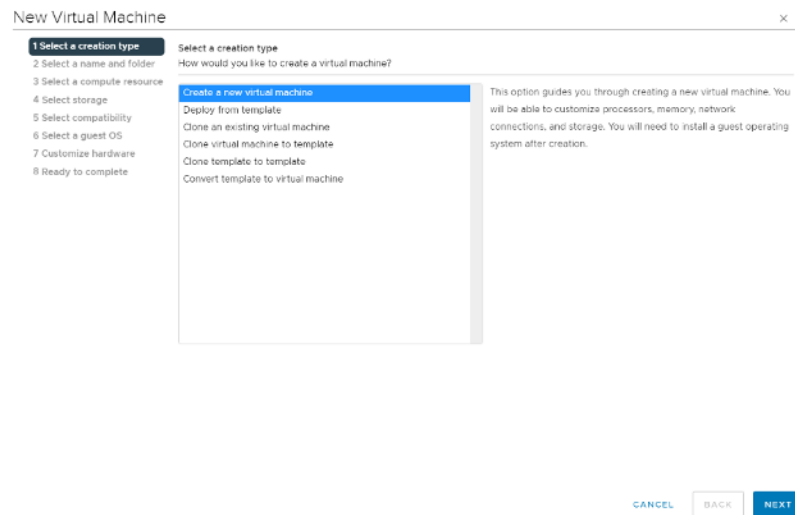 New Virtual Machine
×
1 Select a creation type
2 Select a name and folder
3 Select a compute resource
4 Select storage
5 Select compatibility
6 Select a guest OS
7 Customize hardware
8 Ready to complete
Select a creation type
How would you like to create a virtual machine?
Create a new virtual machine
Deploy from template
Clone an existing virtual machine
Clone virtual machine to template
Clone template to template
Convert template to virtual machine
This option guides you through creating a new virtual machine. You
will be able to customize processors, memory, network
connections, and storage. You will need to install a guest operating
system after creation.
CANCEL
BACK
NEXT